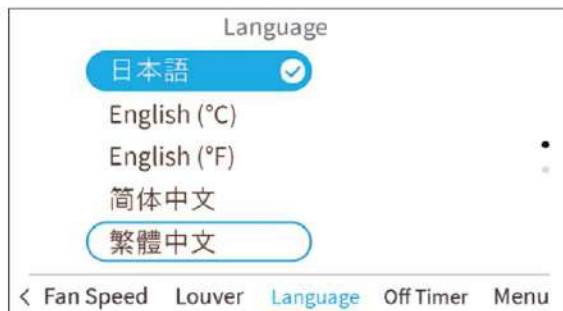 Language
日本語
English (°C)
English (°F)
简体中文
繁體中文
< Fan Speed Louver Language Off Timer Menu